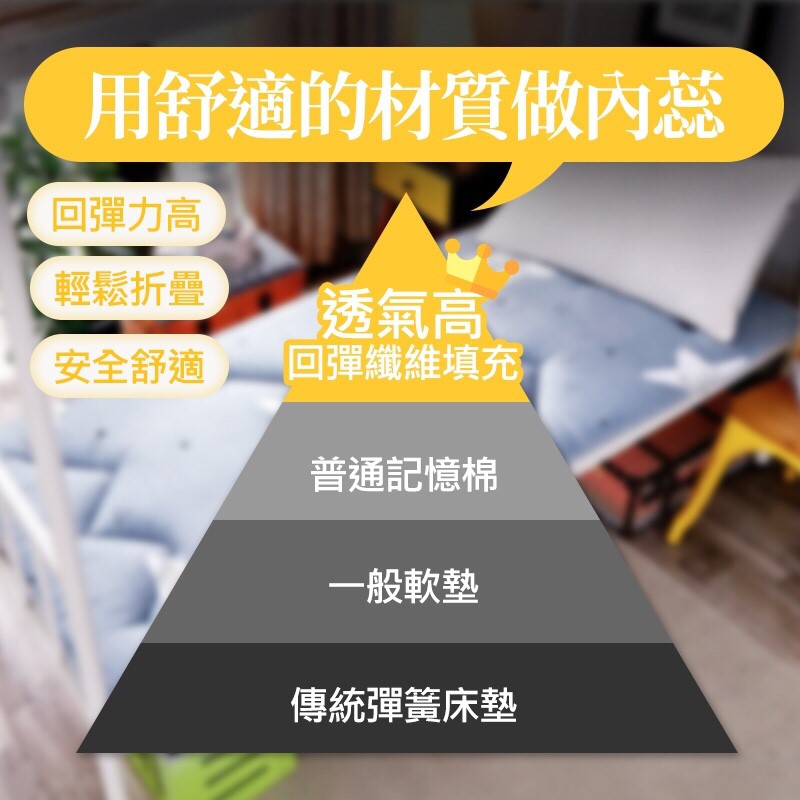 用舒適的材質做內蕊
回彈力高
輕鬆折疊
安全舒適
透氣高
回彈纖維填充
普通記憶棉
一般軟墊
傳統彈簧床墊